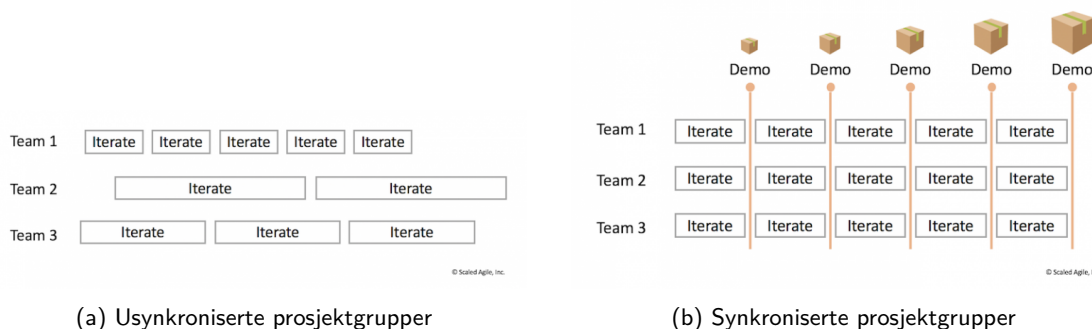 Team 1 Iterate Iterate Iterate Iterate Iterate
Team 2 Iterate Iterate
Team 3 Iterate Iterate Iterate
© Scaled Agile, Inc.
(a) Usynkroniserte prosjektgrupper
Demo Demo Demo Demo Demo
Team 1 Iterate Iterate Iterate Iterate Iterate
Team 2 Iterate Iterate Iterate Iterate Iterate
Team 3 Iterate Iterate Iterate Iterate Iterate
© Scaled Agile,
(b) Synkroniserte prosjektgrupper